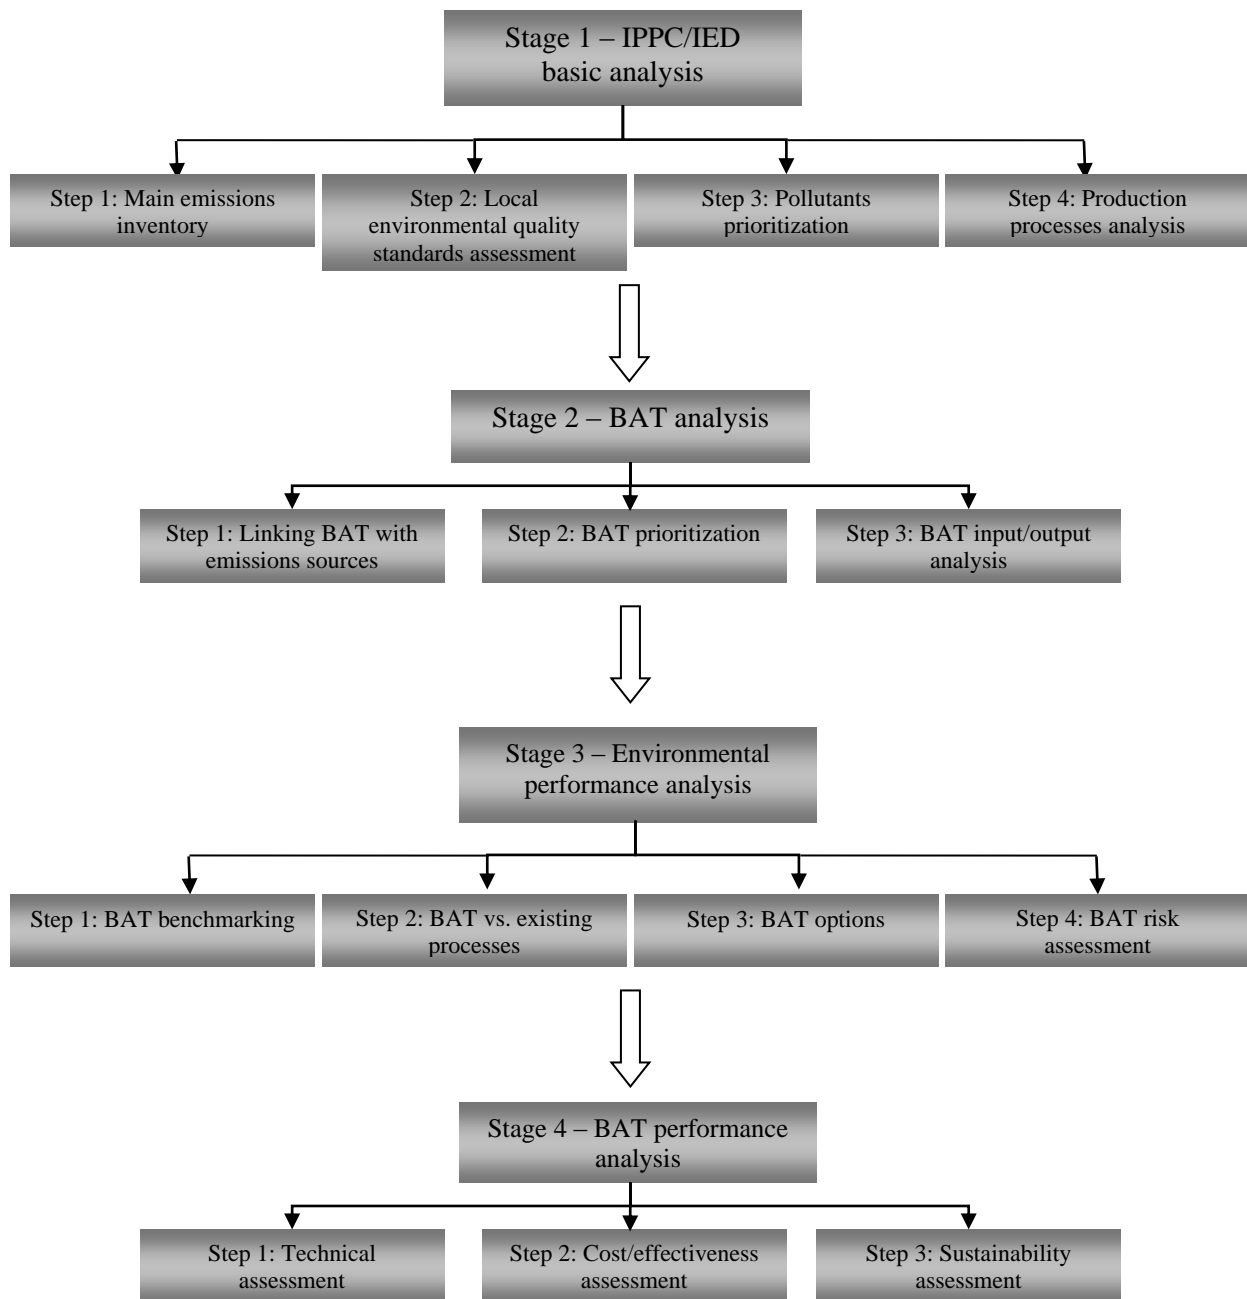 Stage 1 – IPPC/IED
basic analysis
Step 1: Main emissions
inventory
Step 2: Local
environmental quality
standards assessment
Step 3: Pollutants
prioritization
Step 4: Production
processes analysis
Stage 2 – BAT analysis
Step 1: Linking BAT with
emissions sources
Step 2: BAT prioritization
Step 3: BAT input/output
analysis
Stage 3 – Environmental
performance analysis
Step 1: BAT benchmarking
Step 2: BAT vs. existing
processes
Step 3: BAT options
Step 4: BAT risk
assessment
Stage 4 – BAT performance
analysis
Step 1: Technical
assessment
Step 2: Cost/effectiveness
assessment
Step 3: Sustainability
assessment